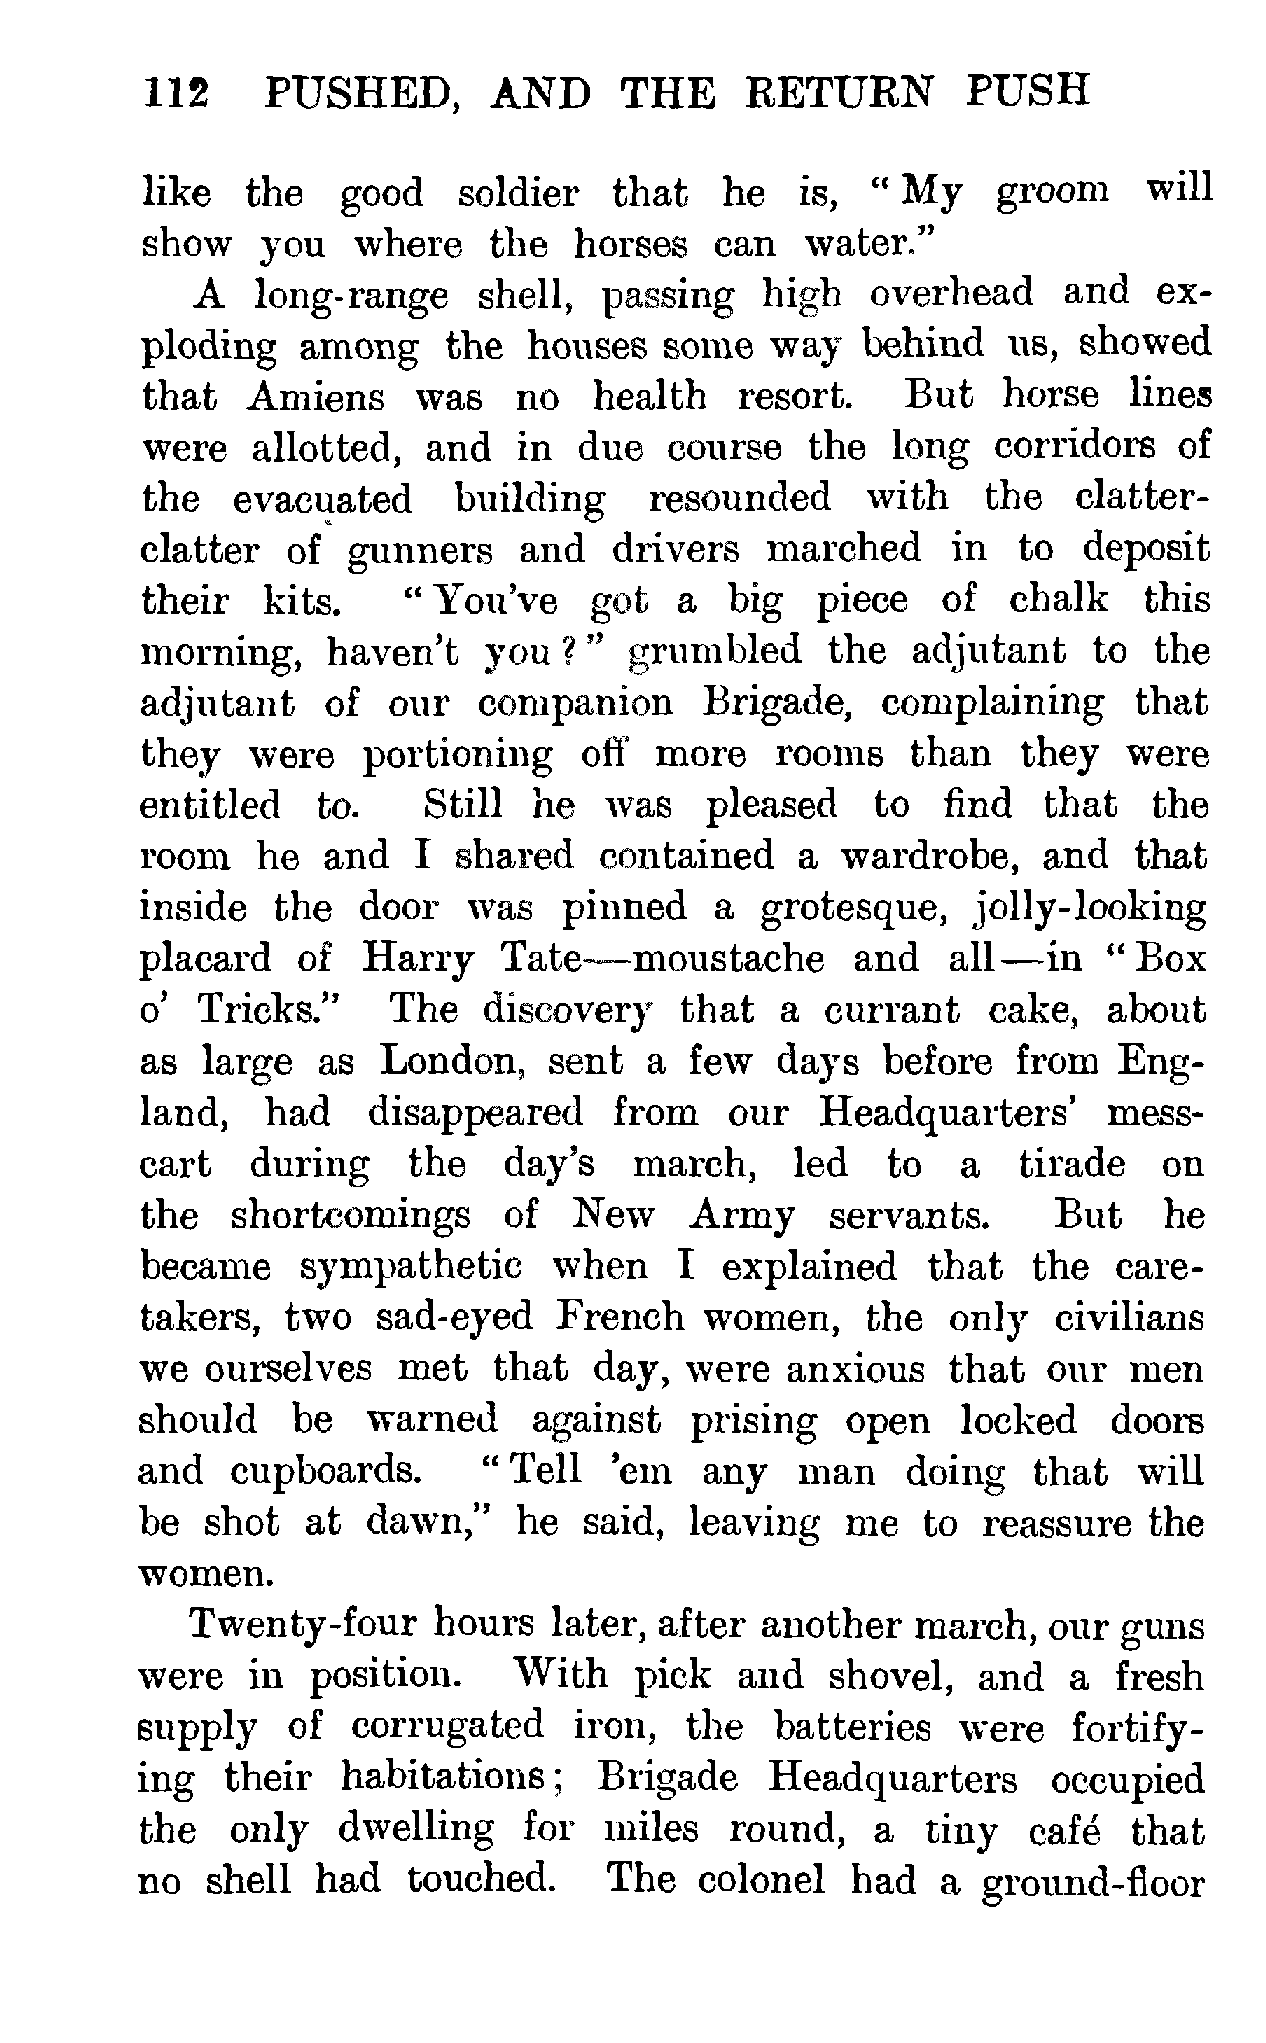 112 PUSHED, AND THE RETURN PUSH
like the good soldier that he is, “ My groom will
show you where the horses can water.”
A long-range shell, passing high overhead and ex-
ploding among the houses some way behind us, showed
that Amiens was no health resort. But horse lines
were allotted, and in due course the long corridors of
the evacuated building resounded with the clatter-
clatter of gunners and drivers marched in to deposit
their kits. “ You’ve got a big piece of chalk this
morning, haven’t you ? ” grumbled the adjutant to the
adjutant of our companion Brigade, complaining that
they were portioning off more rooms than they were
entitled to. Still he was pleased to find that the
room he and I shared contained a wardrobe, and that
inside the door was pinned a grotesque, jolly-looking
placard of Harry Tate—moustache and all—in “ Box
o’ Tricks.” The discovery that a currant cake, about
as large as London, sent a few days before from Eng-
land, had disappeared from our Headquarters’ mess-
cart during the day’s march, led to a tirade on
the shortcomings of New Army servants. But he
became sympathetic when I explained that the care-
takers, two sad-eyed French women, the only civilians
we ourselves met that day, were anxious that our men
should be warned against prising open locked doors
and cupboards. “ Tell ’em any man doing that will
be shot at dawn,” he said, leaving me to reassure the
women.
Twenty-four hours later, after another march, our guns
were in position. With pick and shovel, and a fresh
supply of corrugated iron, the batteries were fortify-
ing their habitations ; Brigade Headquarters occupied
the only dwelling for miles round, a tiny café that
no shell had touched. The colonel had a ground-floor